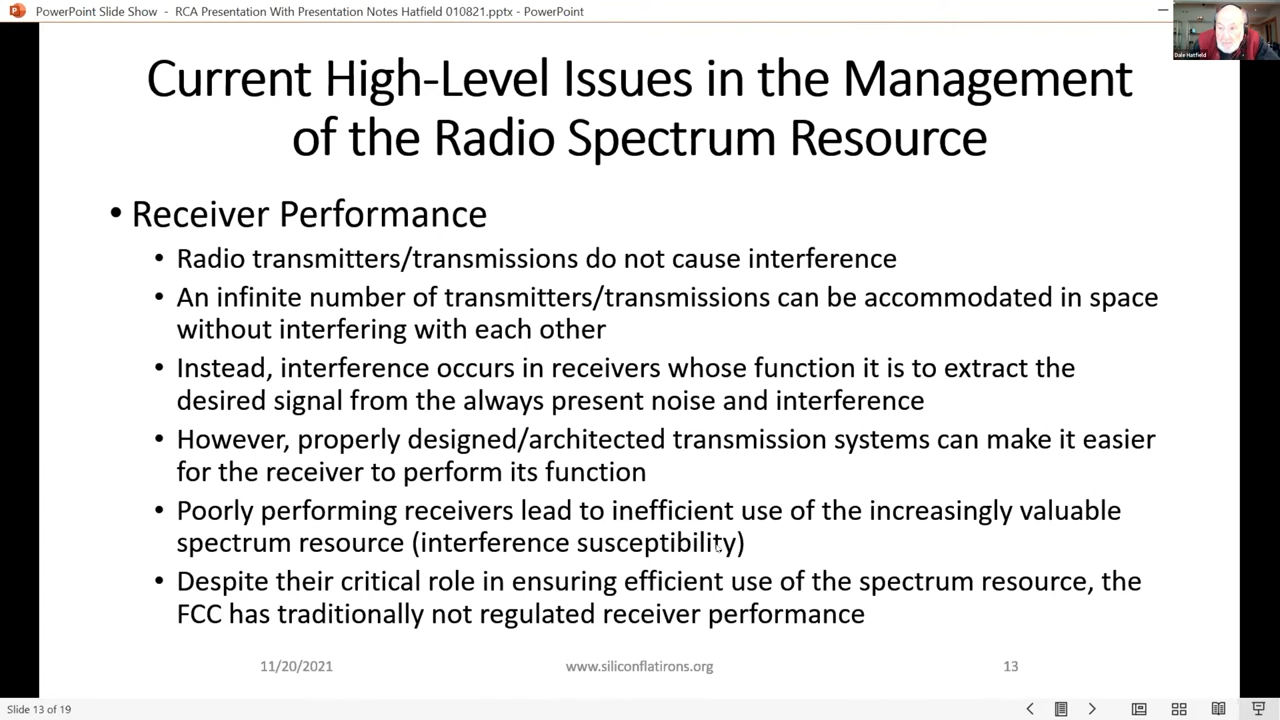 PowerPoint Slide Show - RCA Presentation With Presentation Notes Hatfield 010821.pptx - PowerPoint
Dale Hatfield
Current High-Level Issues in the Management
of the Radio Spectrum Resource
• Receiver Performance
• Radio transmitters/transmissions do not cause interference
• An infinite number of transmitters/transmissions can be accommodated in space
without interfering with each other
• Instead, interference occurs in receivers whose function it is to extract the
desired signal from the always present noise and interference
• However, properly designed/architected transmission systems can make it easier
for the receiver to perform its function
• Poorly performing receivers lead to inefficient use of the increasingly valuable
spectrum resource (interference susceptibility)
• Despite their critical role in ensuring efficient use of the spectrum resource, the
FCC has traditionally not regulated receiver performance
11/20/2021 www.siliconflatirons.org 13
Slide 13 of 19